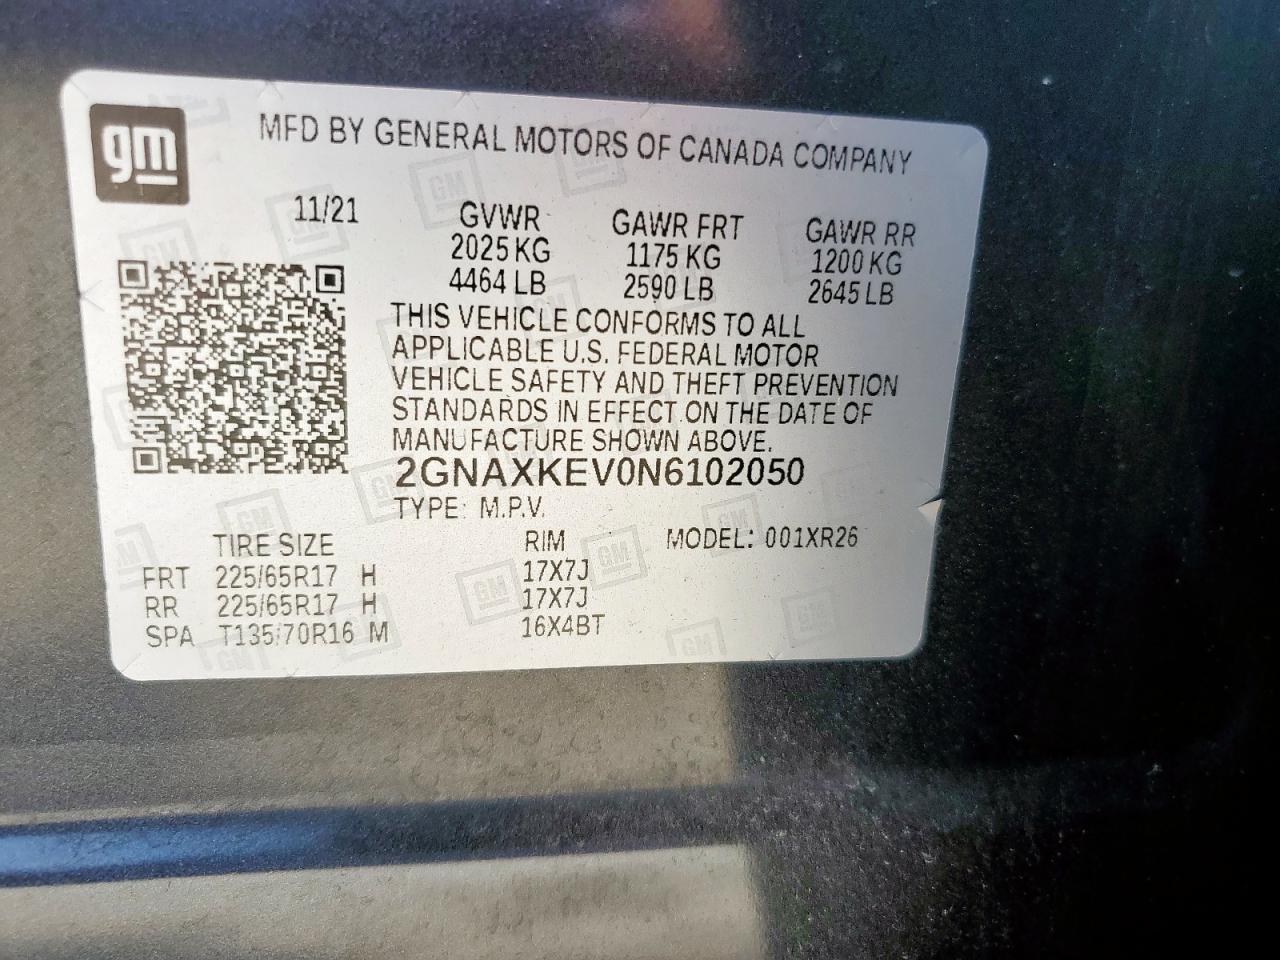 gm
MFD BY GENERAL MOTORS OF CANADA COMPANY
11/21 GVWR GAWR FRT GAWR RR
2025 KG 1175 KG 1200 KG
4464 LB 2590 LB 2645 LB
THIS VEHICLE CONFORMS TO ALL
APPLICABLE U.S. FEDERAL MOTOR
VEHICLE SAFETY AND THEFT PREVENTION
STANDARDS IN EFFECT ON THE DATE OF
MANUFACTURE SHOWN ABOVE.
2GNAXKEV0N6102050
TYPE: M.P.V.
TIRE SIZE RIM MODEL: 001XR26
FRT 225/65R17 H 17X7J
RR 225/65R17 H 17X7J
SPA T135/70R16 M 16X4BT